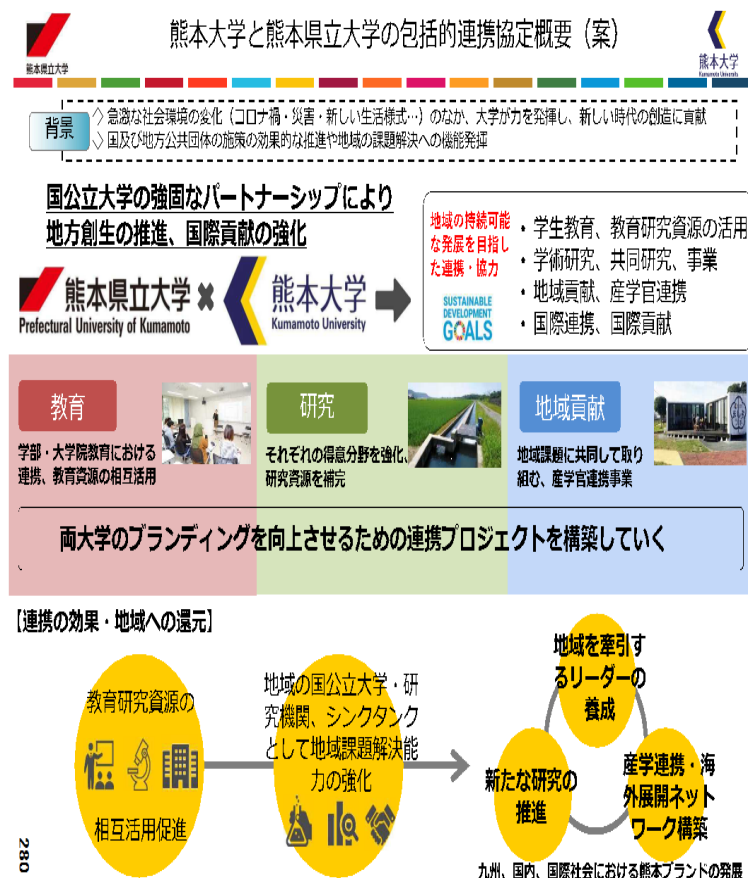 熊本大学と熊本県立大学の包括的連携協定概要（案）
熊本県立大学
熊本大学
Kumamoto University
背景
◇ 急激な社会環境の変化（コロナ禍・災害・新しい生活様式…）のなか、大学が力を発揮し、新しい時代の創造に貢献
◇ 国及び地方公共団体の施策の効果的な推進や地域の課題解決への機能発揮
国公立大学の強固なパートナーシップにより
地方創生の推進、国際貢献の強化
熊本県立大学
Prefectural University of Kumamoto
×
熊本大学
Kumamoto University
地域の持続可能
な発展を目指し
た連携・協力
SUSTAINABLE
DEVELOPMENT
GOALS
・学生教育、教育研究資源の活用
・学術研究、共同研究、事業
・地域貢献、産学官連携
・国際連携、国際貢献
教育
学部・大学院教育における
連携、教育資源の相互活用
研究
それぞれの得意分野を強化、
研究資源を補完
地域貢献
地域課題に共同して取り
組む、産学官連携事業
両大学のブランディングを向上させるための連携プロジェクトを構築していく
【連携の効果・地域への還元】
教育研究資源の
相互活用促進
地域の国公立大学・研
究機関、シンクタンク
として地域課題解決能
力の強化
地域を牽引す
るリーダーの
養成
新たな研究の
推進
産学連携・海
外展開ネット
ワーク構築
九州、国内、国際社会における熊本ブランドの発展
280